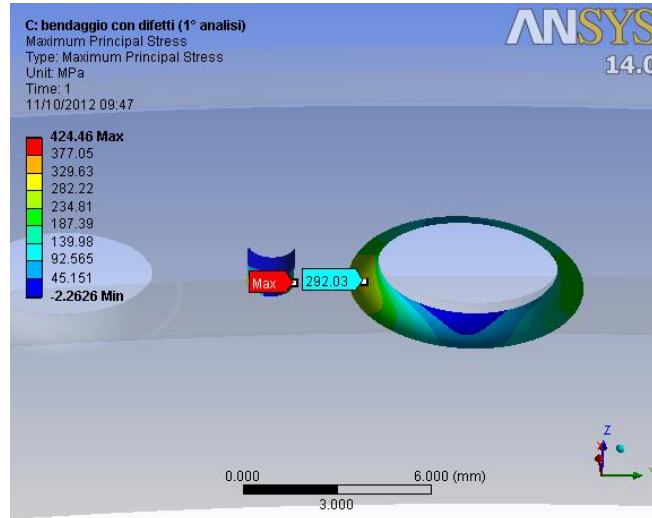 C: bendaggio con difetti (1° analisi)
Maximum Principal Stress
Type: Maximum Principal Stress
Unit: MPa
Time: 1
11/10/2012 09:47
ANSYS
14.0
424.46 Max
377.05
329.63
282.22
234.81
187.39
139.98
92.565
45.151
-2.2626 Min
Max
292.03
Z
Y
0.000
6.000 (mm)
3.000